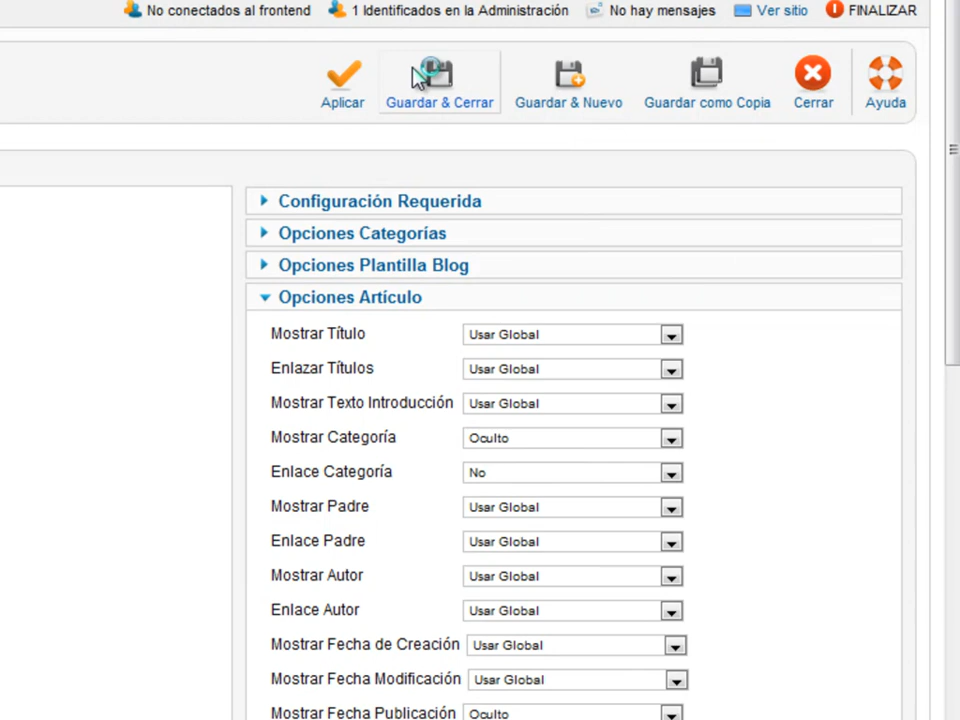 No conectados al frontend 1 Identificados en la Administración No hay mensajes Ver sitio FINALIZAR
Aplicar Guardar & Cerrar Guardar & Nuevo Guardar como Copia Cerrar Ayuda
Configuración Requerida
Opciones Categorías
Opciones Plantilla Blog
Opciones Artículo
Mostrar Título Usar Global
Enlazar Títulos Usar Global
Mostrar Texto Introducción Usar Global
Mostrar Categoría Oculto
Enlace Categoría No
Mostrar Padre Usar Global
Enlace Padre Usar Global
Mostrar Autor Usar Global
Enlace Autor Usar Global
Mostrar Fecha de Creación Usar Global
Mostrar Fecha Modificación Usar Global
Mostrar Fecha Publicación Oculto